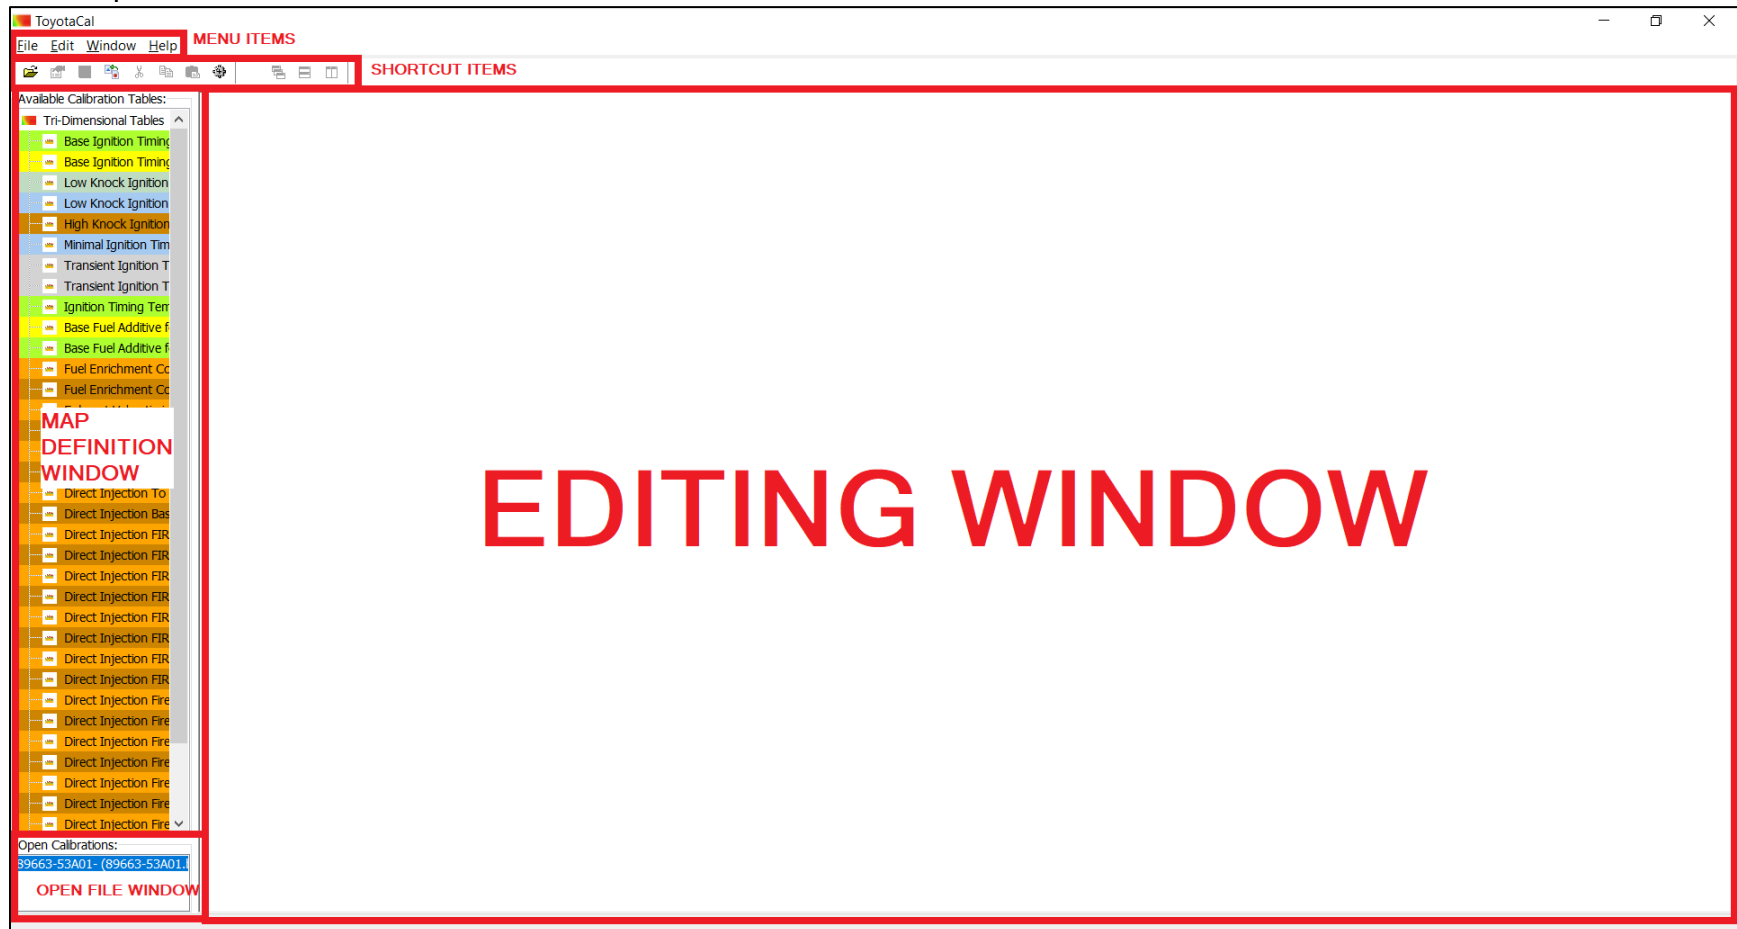 ToyotaCal
File Edit Window Help
MENU ITEMS
SHORTCUT ITEMS
Available Calibration Tables:
Tri-Dimensional Tables
Base Ignition Timing
Base Ignition Timing
Low Knock Ignition
Low Knock Ignition
High Knock Ignition
Minimal Ignition Tim
Transient Ignition T
Transient Ignition T
Ignition Timing Tem
Base Fuel Additive f
Base Fuel Additive f
Fuel Enrichment Co
Fuel Enrichment Co
MAP
DEFINITION
WINDOW
Direct Injection To
Direct Injection Bas
Direct Injection FIR
Direct Injection FIR
Direct Injection FIR
Direct Injection FIR
Direct Injection FIR
Direct Injection FIR
Direct Injection FIR
Direct Injection FIR
Direct Injection Fire
Direct Injection Fire
Direct Injection Fire
Direct Injection Fire
Direct Injection Fire
Direct Injection Fire
Direct Injection Fire
Open Calibrations:
89663-53A01- (89663-53A01.
OPEN FILE WINDOW
EDITING WINDOW